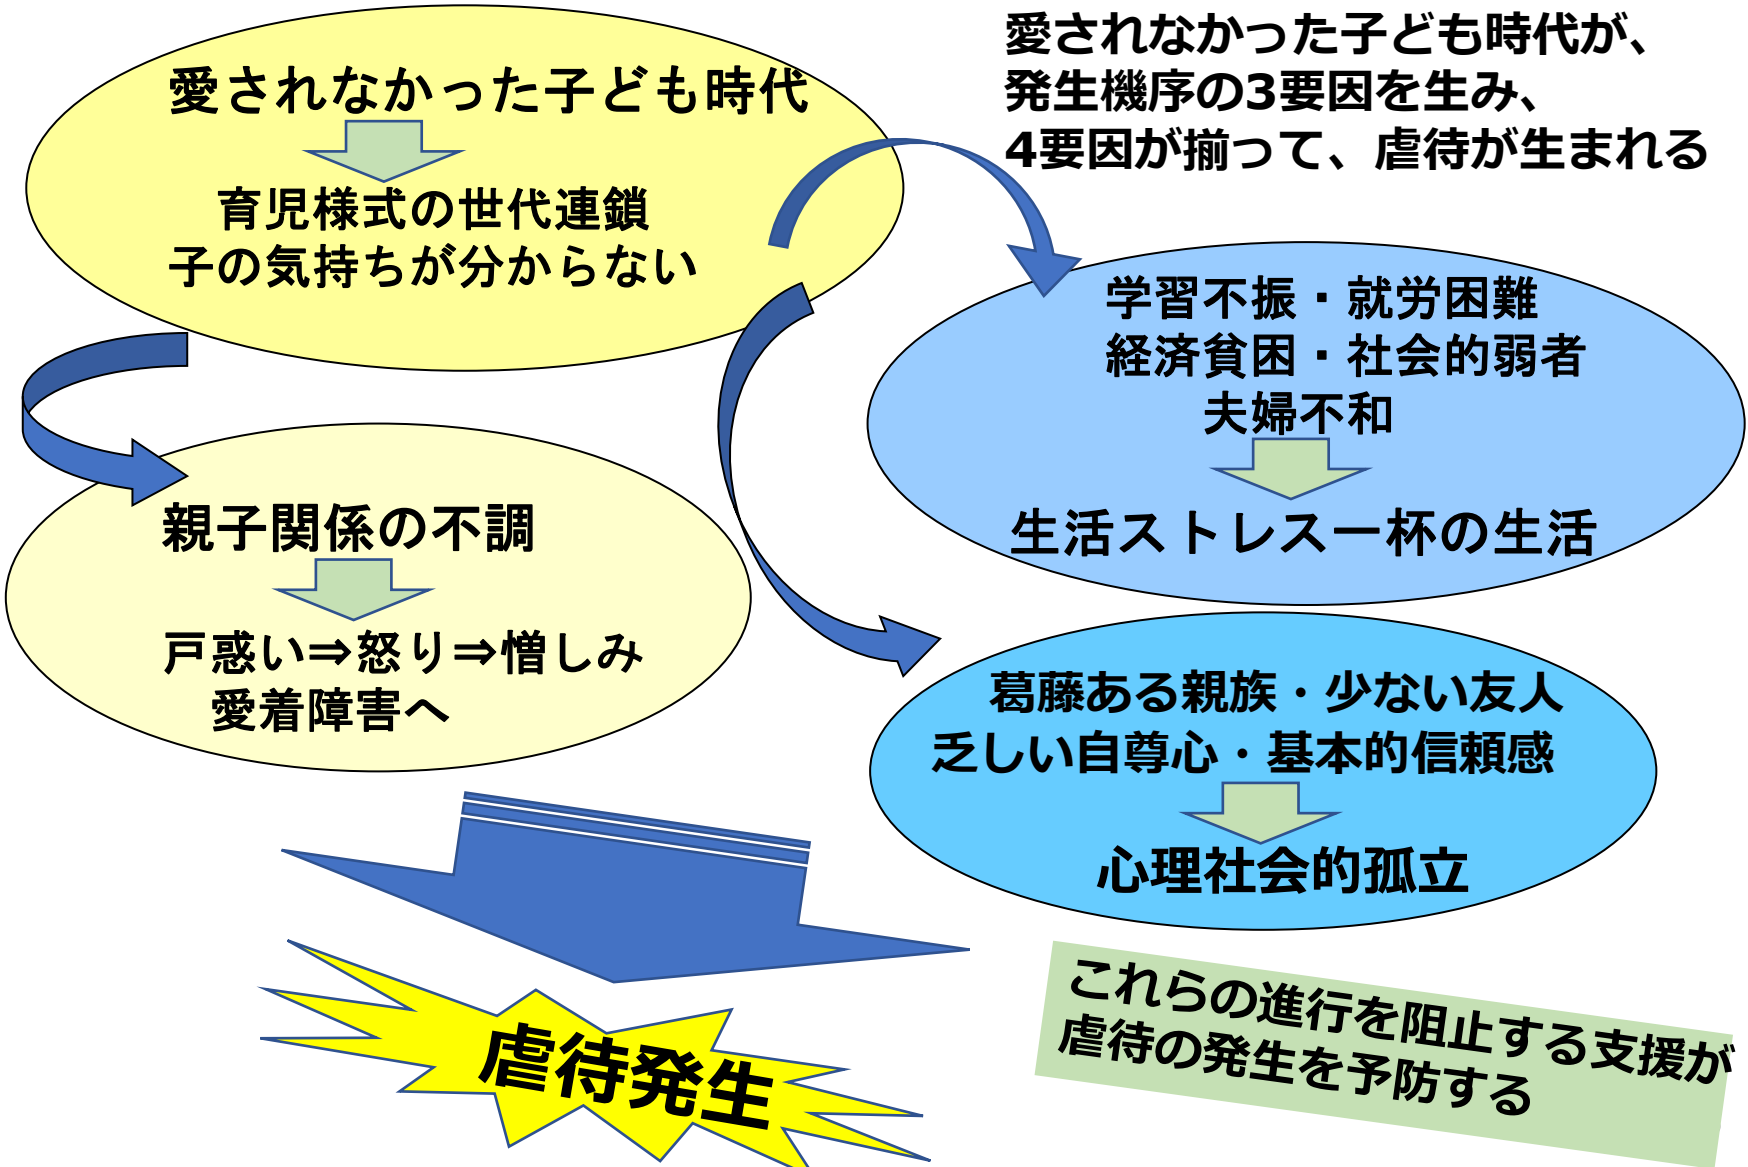 愛されなかった子ども時代が、
発生機序の3要因を生み、
4要因が揃って、虐待が生まれる
愛されなかった子ども時代
育児様式の世代連鎖
子の気持ちが分からない
学習不振・就労困難
経済貧困・社会的弱者
夫婦不和
生活ストレス一杯の生活
親子関係の不調
戸惑い⇒怒り⇒憎しみ
愛着障害へ
葛藤ある親族・少ない友人
乏しい自尊心・基本的信頼感
心理社会的孤立
虐待発生
これらの進行を阻止する支援が
虐待の発生を予防する